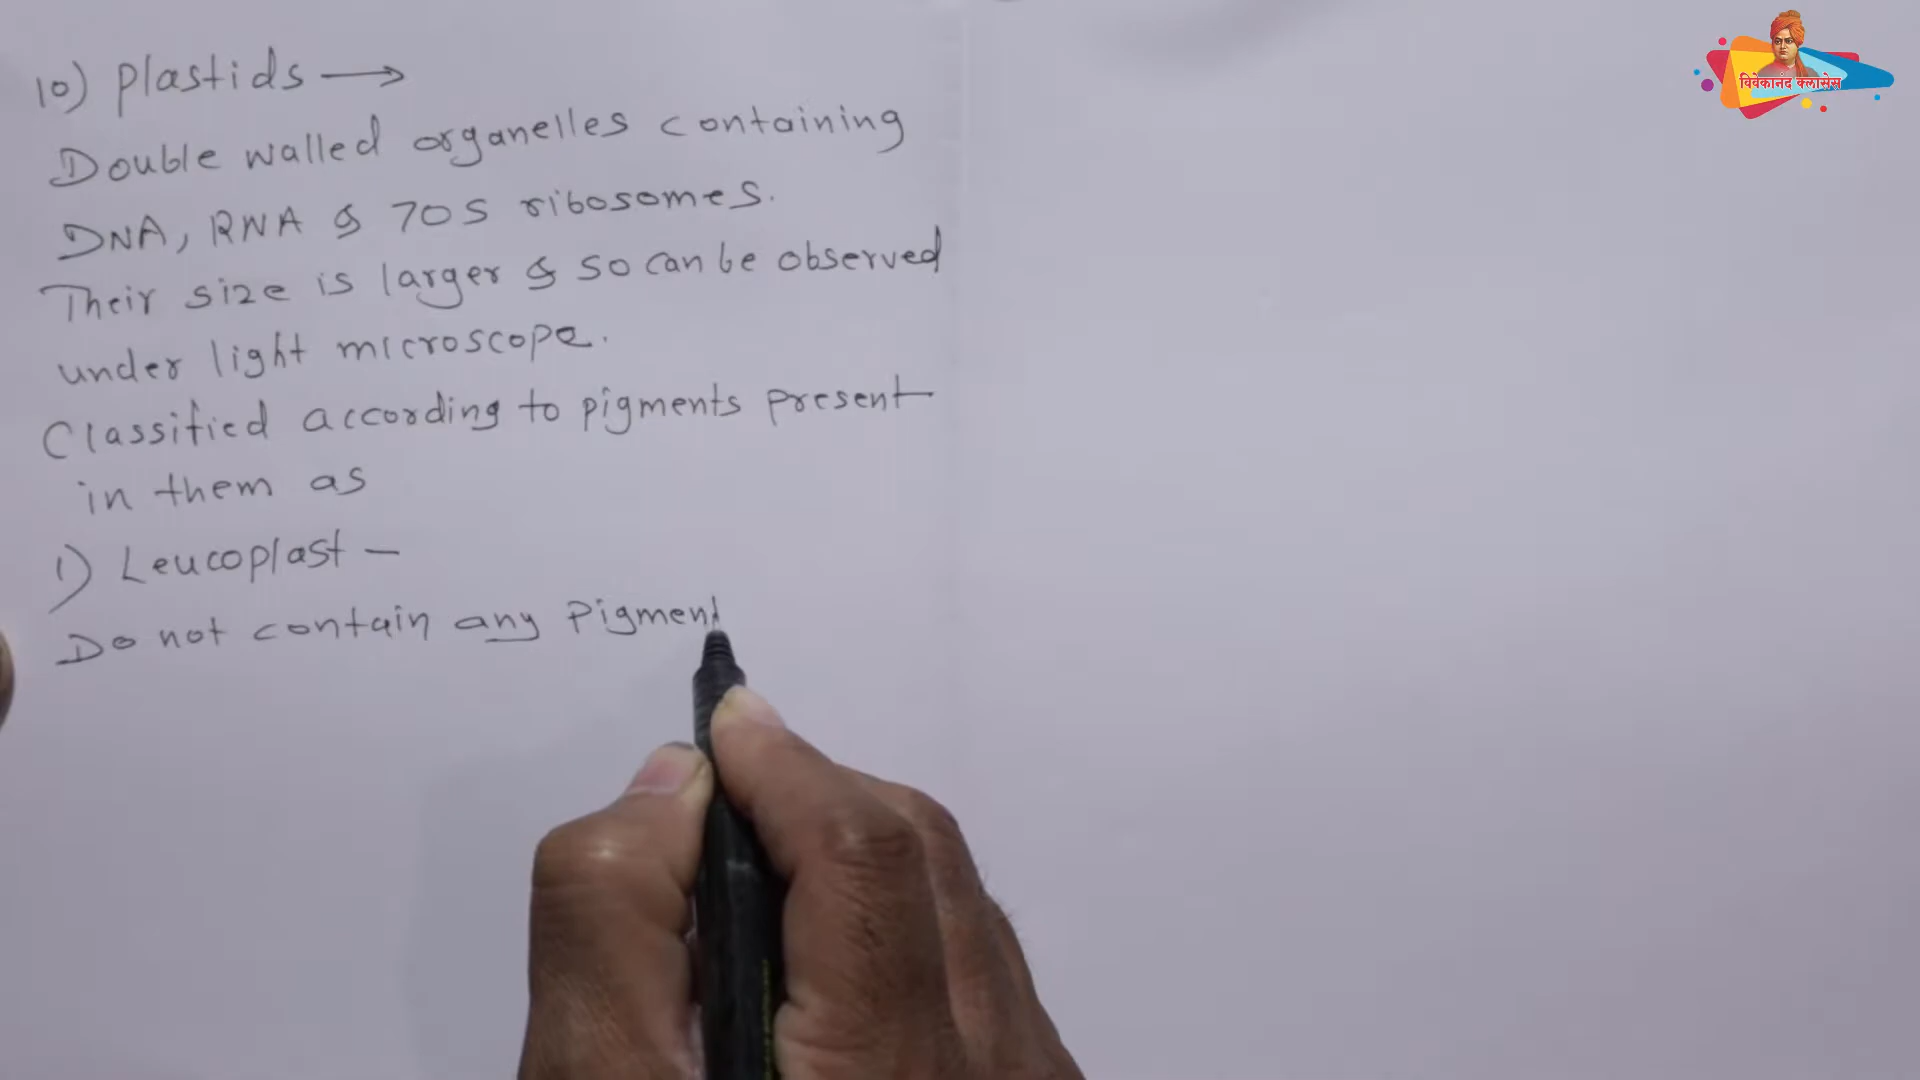 10) Plastids →
Double walled organelles containing
DNA, RNA & 70S ribosomes.
Their size is larger & so can be observed
under light microscope.
Classified according to pigments present
in them as
1) Leucoplast -
Do not contain any Pigment
विवेकानंद क्लासेस